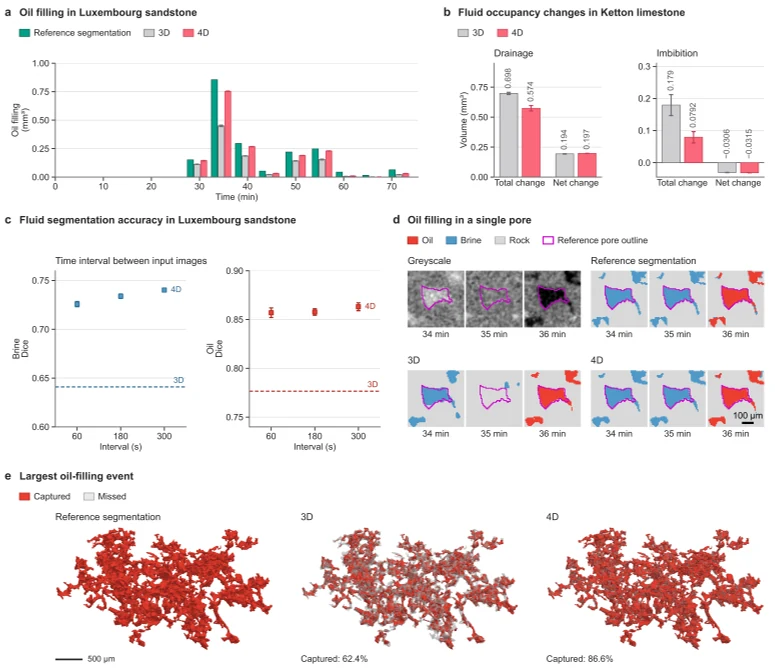 a Oil filling in Luxembourg sandstone
Reference segmentation 3D 4D
1.00
0.75
0.50
0.25
0.00
Oil filling
(mm³)
0 10 20 30 40 50 60 70
Time (min)
b Fluid occupancy changes in Ketton limestone
3D 4D
Drainage
0.75
0.50
0.25
0.00
Volume (mm³)
0.698
0.574
0.194
0.197
Total change Net change
Imbibition
0.3
0.2
0.1
0.0
0.179
0.0792
−0.0306
−0.0315
Total change Net change
c Fluid segmentation accuracy in Luxembourg sandstone
Time interval between input images
0.75
0.70
0.65
0.60
Brine
Dice
4D
3D
60 180 300
Interval (s)
0.90
0.85
0.80
0.75
Oil
Dice
4D
3D
60 180 300
Interval (s)
d Oil filling in a single pore
Oil Brine Rock Reference pore outline
Greyscale
34 min 35 min 36 min
Reference segmentation
34 min 35 min 36 min
3D
34 min 35 min 36 min
4D
100 µm
34 min 35 min 36 min
e Largest oil-filling event
Captured Missed
Reference segmentation
500 µm
3D
Captured: 62.4%
4D
Captured: 86.6%